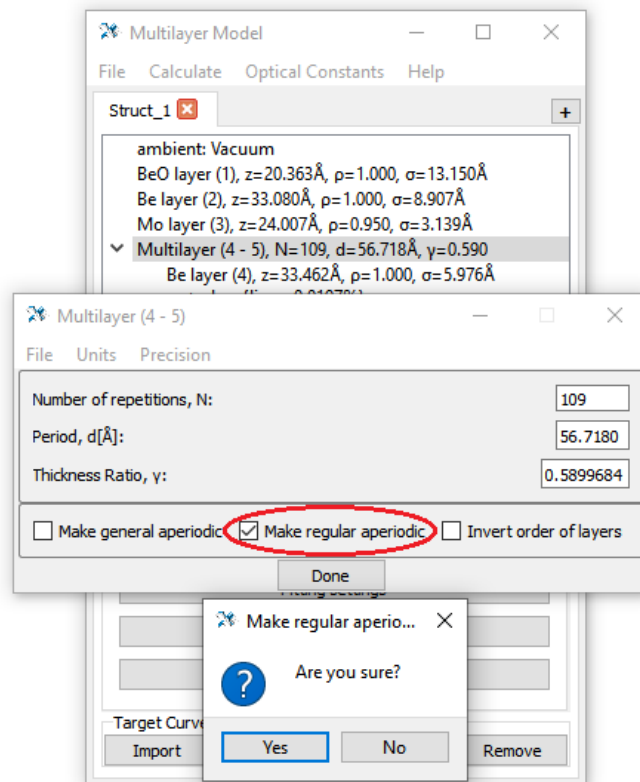 Multilayer Model
File Calculate Optical Constants Help
Struct_1
+
ambient: Vacuum
BeO layer (1), z=20.363Å, ρ=1.000, σ=13.150Å
Be layer (2), z=33.080Å, ρ=1.000, σ=8.907Å
Mo layer (3), z=24.007Å, ρ=0.950, σ=3.139Å
Multilayer (4 - 5), N=109, d=56.718Å, γ=0.590
Be layer (4), z=33.462Å, ρ=1.000, σ=5.976Å
Multilayer (4 - 5)
File Units Precision
Number of repetitions, N: 109
Period, d[Å]: 56.7180
Thickness Ratio, γ: 0.5899684
Make general aperiodic Make regular aperiodic Invert order of layers
Done
Make regular aperio...
Are you sure?
Target Curve
Import Yes No Remove